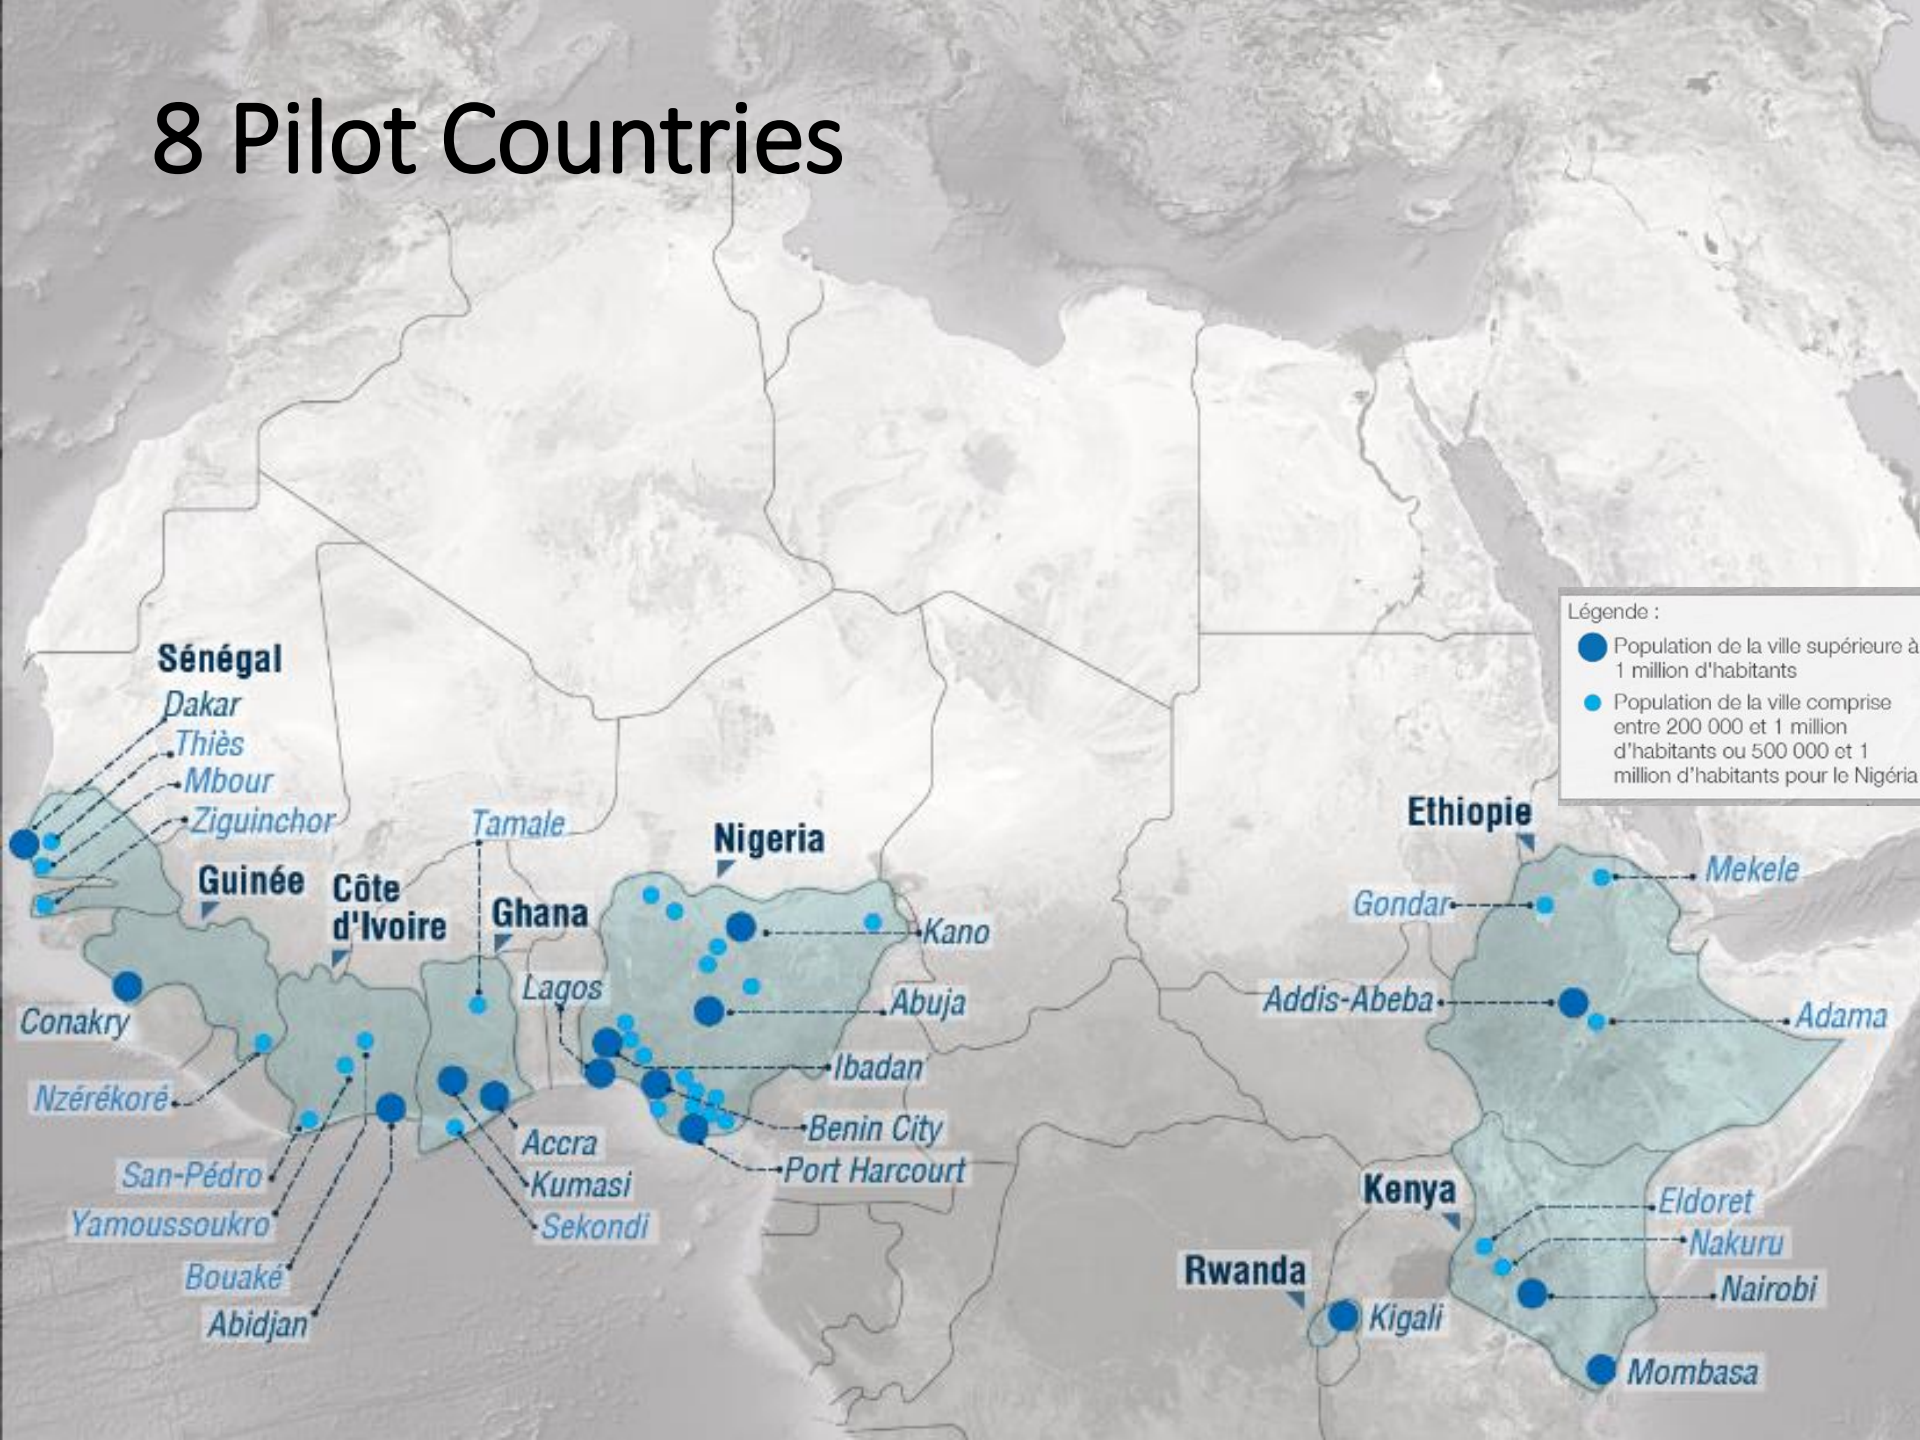 8 Pilot Countries
Légende :
Population de la ville supérieure à
1 million d'habitants
Population de la ville comprise
entre 200 000 et 1 million
d'habitants ou 500 000 et 1
million d'habitants pour le Nigéria
Sénégal
Dakar
Thiès
Mbour
Ziguinchor
Guinée
Conakry
Nzérékoré
Côte
d'Ivoire
San-Pédro
Yamoussoukro
Bouaké
Abidjan
Tamale
Ghana
Accra
Kumasi
Sekondi
Nigeria
Lagos
Kano
Abuja
Ibadan
Benin City
Port Harcourt
Ethiopie
Mekele
Gondar
Addis-Abeba
Adama
Kenya
Eldoret
Nakuru
Nairobi
Mombasa
Rwanda
Kigali